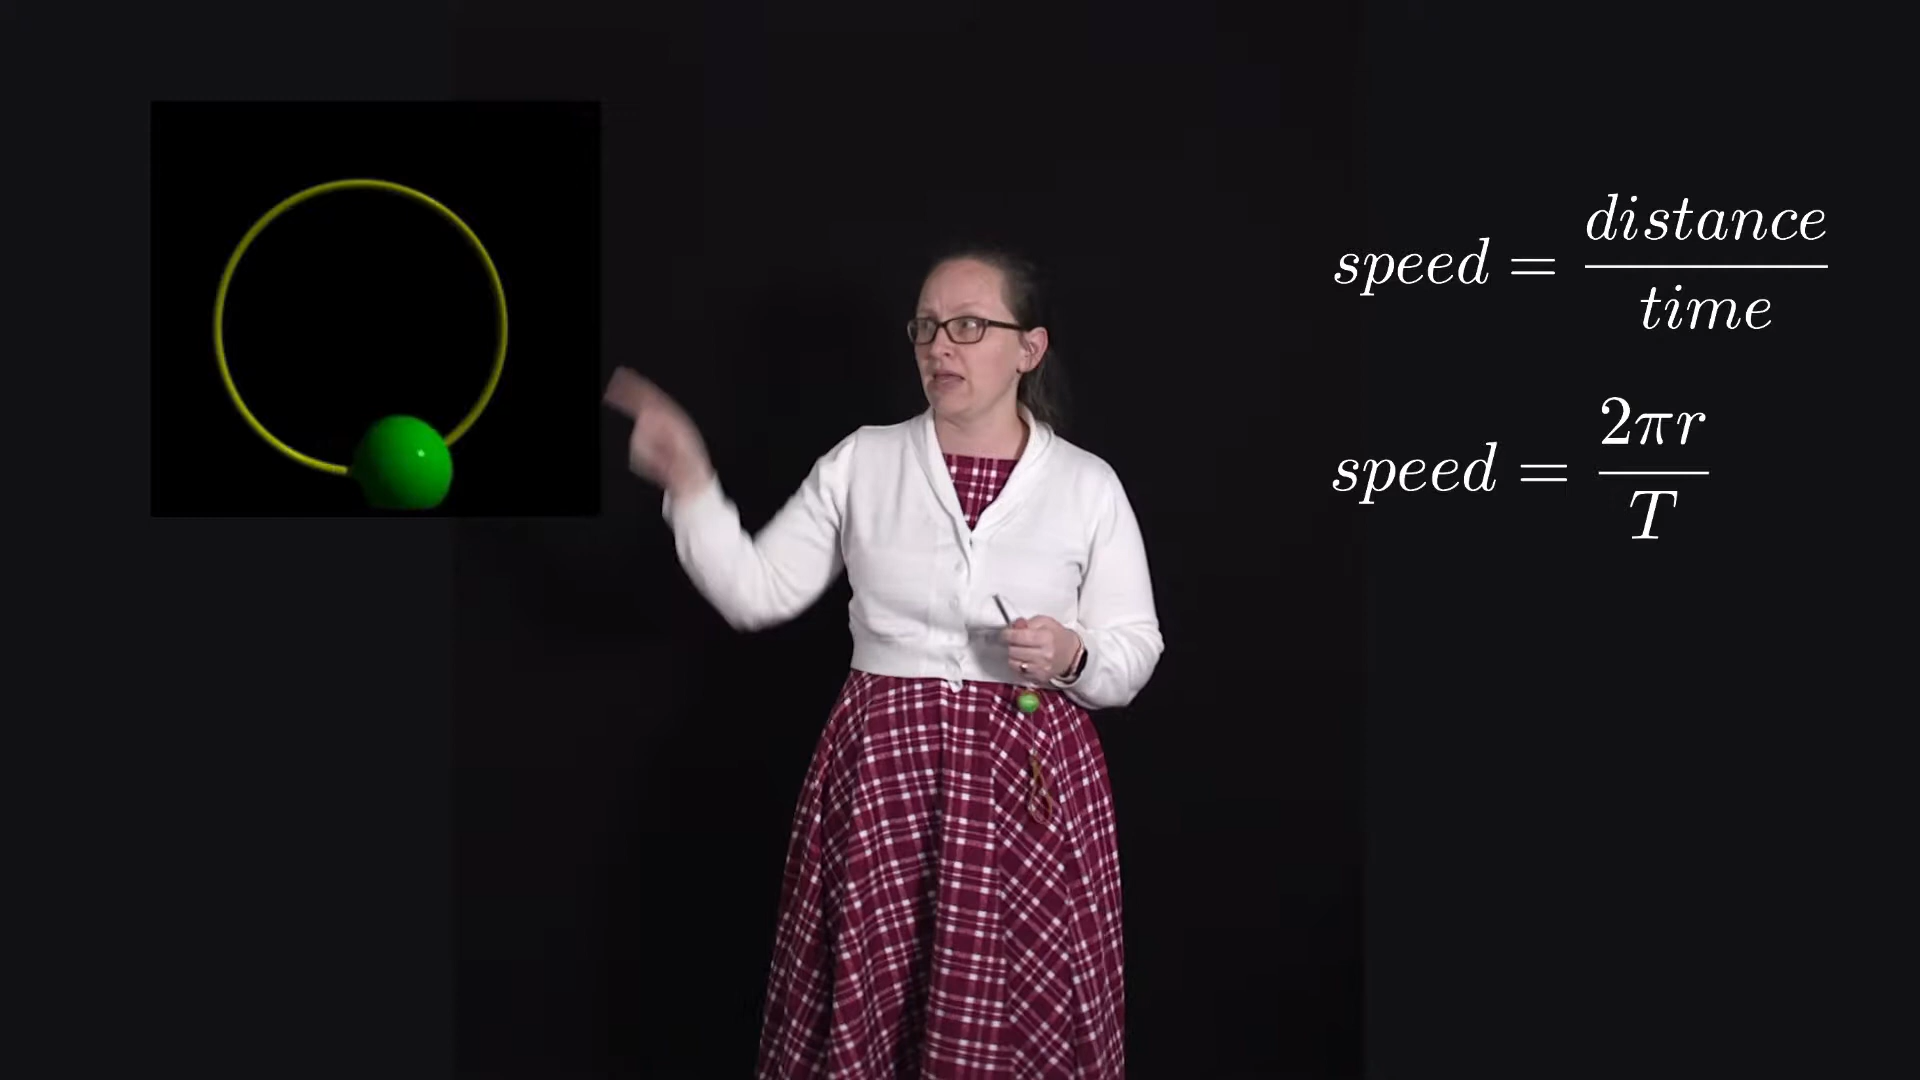 speed = distance / time
speed = 2πr / T